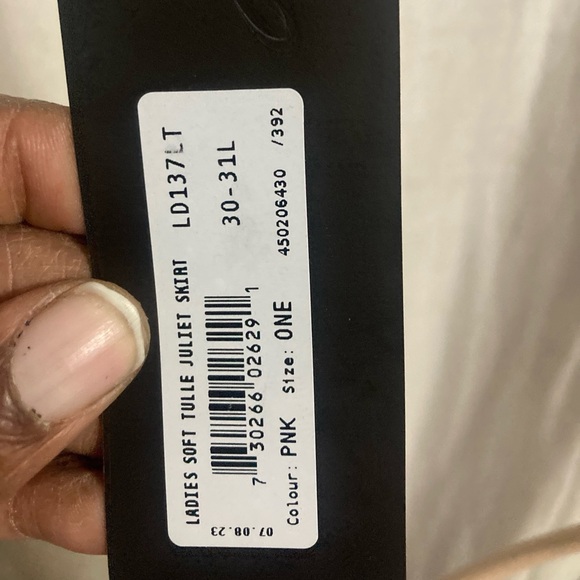 LADIES SOFT TULLE JULIET SKIRT LD137LT
30-31L
7 30266 02629 1
450206430 /392
Colour: PNK Size: ONE
07.08.23